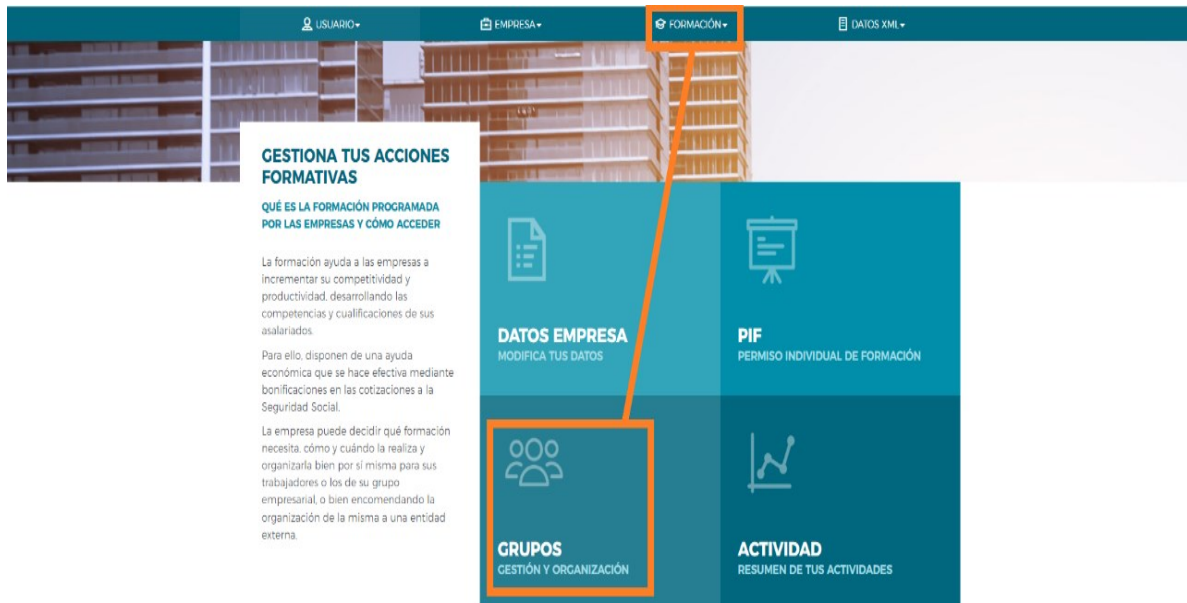 USUARIO
EMPRESA
FORMACIÓN
DATOS XML
GESTIONA TUS ACCIONES
FORMATIVAS
QUÉ ES LA FORMACIÓN PROGRAMADA
POR LAS EMPRESAS Y CÓMO ACCEDER
La formación ayuda a las empresas a
incrementar su competitividad y
productividad, desarrollando las
competencias y cualificaciones de sus
asalariados.
Para ello, disponen de una ayuda
económica que se hace efectiva mediante
bonificaciones en las cotizaciones a la
Seguridad Social.
La empresa puede decidir qué formación
necesita, cómo y cuándo la realiza y
organizarla bien por sí misma para sus
trabajadores o los de su grupo
empresarial, o bien encomendando la
organización de la misma a una entidad
externa.
DATOS EMPRESA
MODIFICA TUS DATOS
PIF
PERMISO INDIVIDUAL DE FORMACIÓN
GRUPOS
GESTIÓN Y ORGANIZACIÓN
ACTIVIDAD
RESUMEN DE TUS ACTIVIDADES